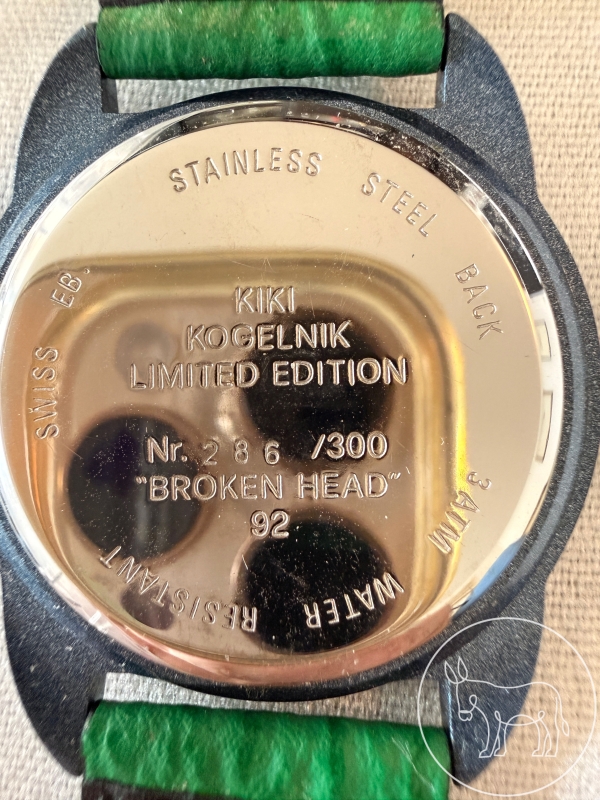 STAINLESS STEEL BACK
3 ATM
WATER RESISTANT
SWISS EB.
KIKI
KOGELNIK
LIMITED EDITION
Nr. 286 /300
"BROKEN HEAD"
92